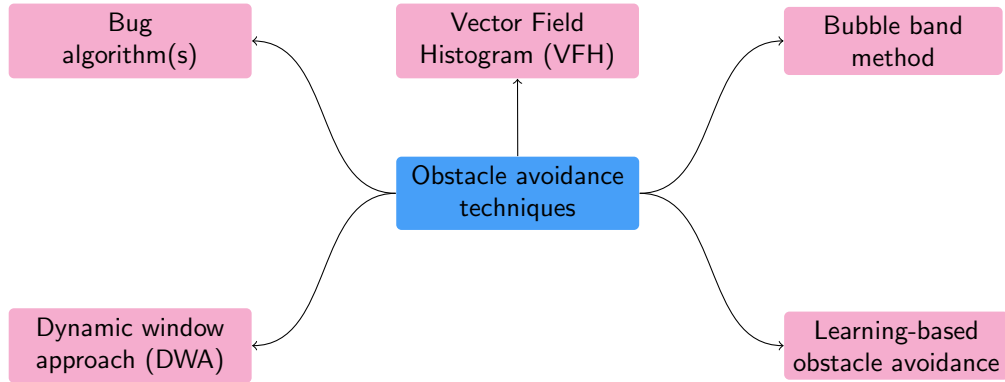 Bug
algorithm(s)
Vector Field
Histogram (VFH)
Bubble band
method
Obstacle avoidance
techniques
Dynamic window
approach (DWA)
Learning-based
obstacle avoidance